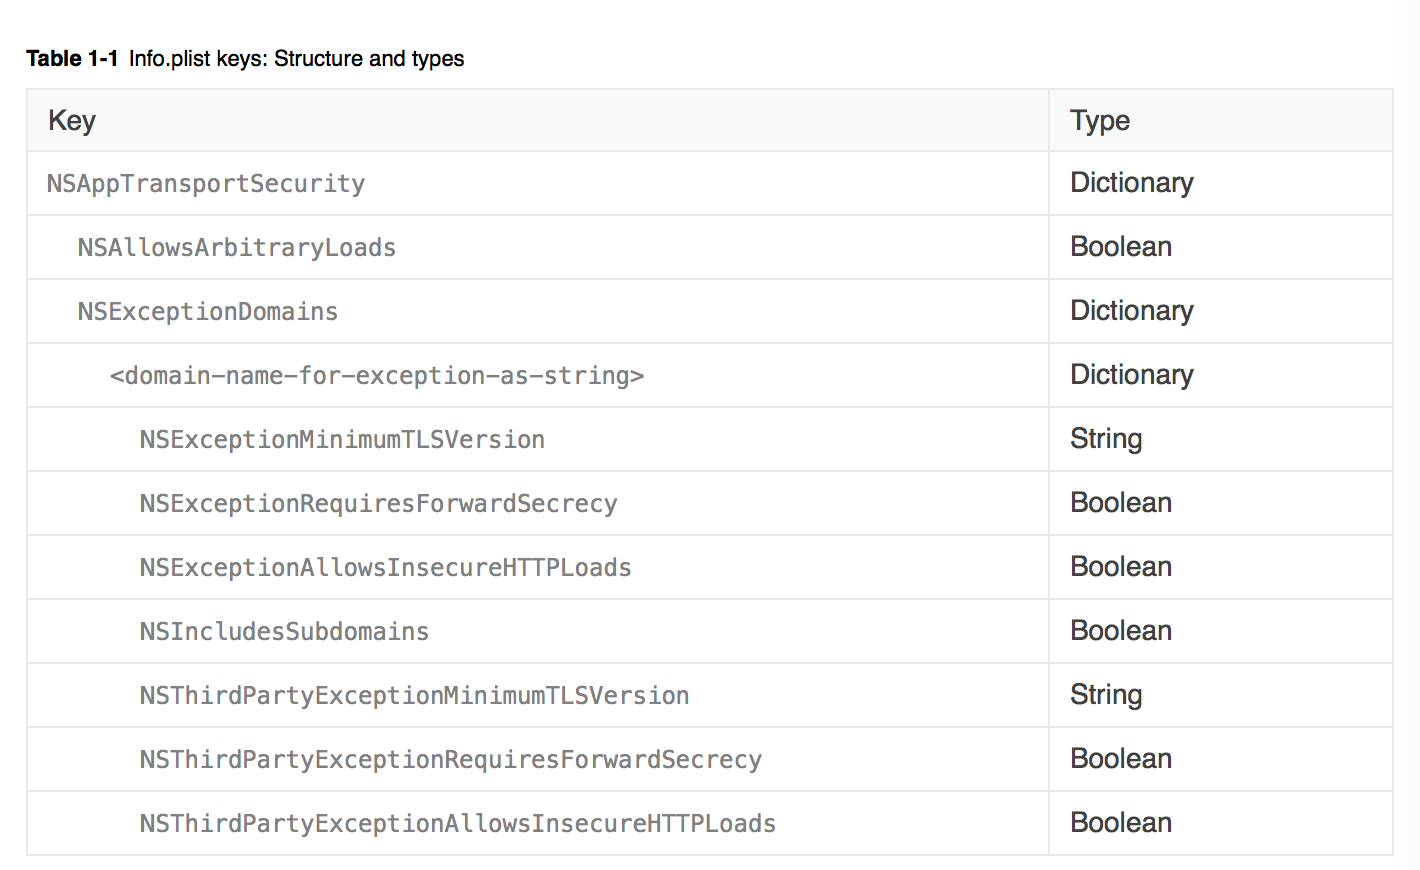 Table 1-1 Info.plist keys: Structure and types
Key Type
NSAppTransportSecurity Dictionary
NSAllowsArbitraryLoads Boolean
NSExceptionDomains Dictionary
<domain-name-for-exception-as-string> Dictionary
NSExceptionMinimumTLSVersion String
NSExceptionRequiresForwardSecrecy Boolean
NSExceptionAllowsInsecureHTTPLoads Boolean
NSIncludesSubdomains Boolean
NSThirdPartyExceptionMinimumTLSVersion String
NSThirdPartyExceptionRequiresForwardSecrecy Boolean
NSThirdPartyExceptionAllowsInsecureHTTPLoads Boolean